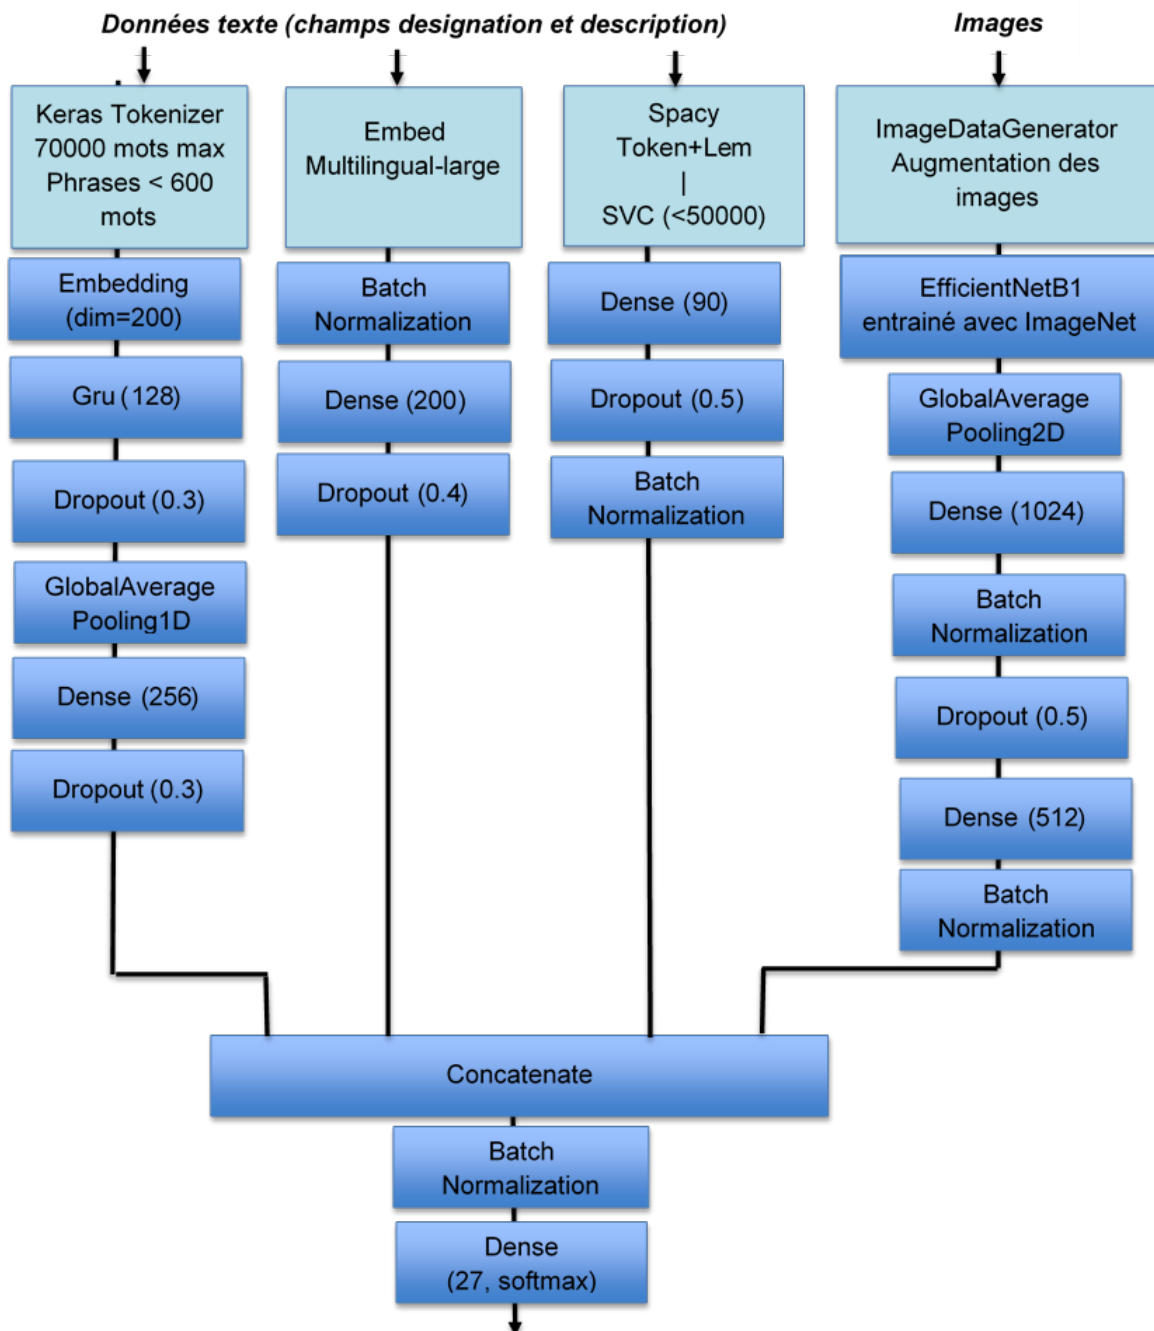 Données texte (champs designation et description)
Images
Keras Tokenizer
70000 mots max
Phrases < 600
mots
Embedding
(dim=200)
Gru (128)
Dropout (0.3)
GlobalAverage
Pooling1D
Dense (256)
Dropout (0.3)
Embed
Multilingual-large
Batch
Normalization
Dense (200)
Dropout (0.4)
Spacy
Token+Lem
|
SVC (<50000)
Dense (90)
Dropout (0.5)
Batch
Normalization
ImageDataGenerator
Augmentation des
images
EfficientNetB1
entrainé avec ImageNet
GlobalAverage
Pooling2D
Dense (1024)
Batch
Normalization
Dropout (0.5)
Dense (512)
Batch
Normalization
Concatenate
Batch
Normalization
Dense
(27, softmax)